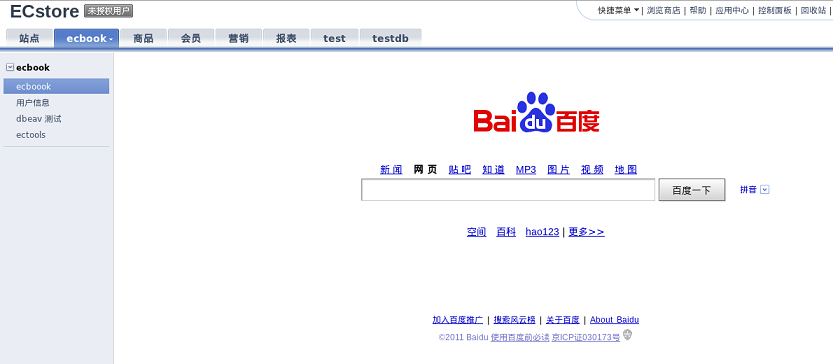 ECstore 未授权用户
快捷菜单 | 浏览商店 | 帮助 | 应用中心 | 控制面板 | 回收站
站点 ecbook 商品 会员 营销 报表 test testdb
ecbook
ecboook
用户信息
dbeav 测试
ectools
Bai du 百度
新闻 网页 贴吧 知道 MP3 图片 视频 地图
百度一下 拼音
空间 百科 hao123 | 更多>>
加入百度推广 | 搜索风云榜 | 关于百度 | About Baidu
©2011 Baidu 使用百度前必读 京ICP证030173号